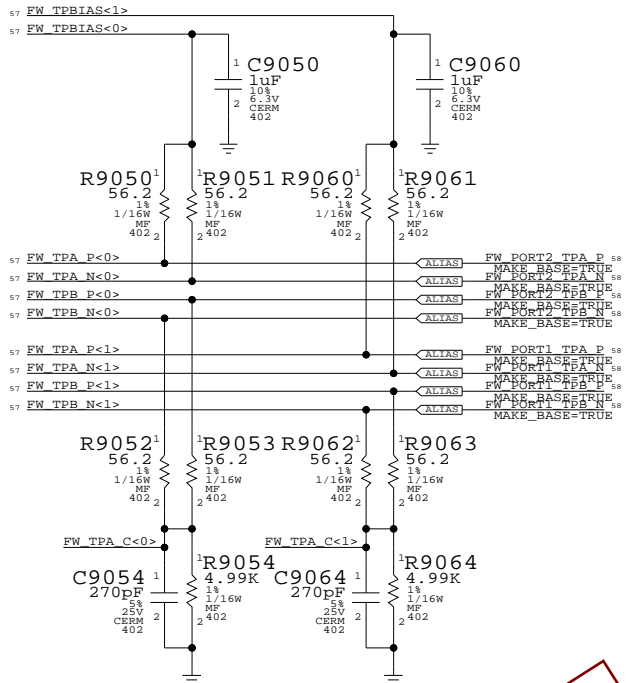 57 FW_TPBIAS<1>
57 FW_TPBIAS<0>
1 C9050
1uF
10%
2 6.3V
CERM
402
1 C9060
1uF
10%
2 6.3V
CERM
402
R9050 1
56.2
1%
1/16W
MF
402 2
1 R9051
56.2
1%
1/16W
MF
2 402
R9060 1
56.2
1%
1/16W
MF
402 2
1 R9061
56.2
1%
1/16W
MF
2 402
57 FW_TPA_P<0> ALIAS FW_PORT2_TPA_P 58
MAKE_BASE=TRUE
57 FW_TPA_N<0> ALIAS FW_PORT2_TPA_N 58
MAKE_BASE=TRUE
57 FW_TPB_P<0> ALIAS FW_PORT2_TPB_P 58
MAKE_BASE=TRUE
57 FW_TPB_N<0> ALIAS FW_PORT2_TPB_N 58
MAKE_BASE=TRUE
57 FW_TPA_P<1> ALIAS FW_PORT1_TPA_P 58
MAKE_BASE=TRUE
57 FW_TPA_N<1> ALIAS FW_PORT1_TPA_N 58
MAKE_BASE=TRUE
57 FW_TPB_P<1> ALIAS FW_PORT1_TPB_P 58
MAKE_BASE=TRUE
57 FW_TPB_N<1> ALIAS FW_PORT1_TPB_N 58
MAKE_BASE=TRUE
R9052 1
56.2
1%
1/16W
MF
402 2
1 R9053
56.2
1%
1/16W
MF
2 402
R9062 1
56.2
1%
1/16W
MF
402 2
1 R9063
56.2
1%
1/16W
MF
2 402
FW_TPA_C<0>
FW_TPA_C<1>
C9054 1
270pF
5%
25V 2
CERM
402
1 R9054
4.99K
1%
1/16W
MF
2 402
C9064 1
270pF
5%
25V 2
CERM
402
1 R9064
4.99K
1%
1/16W
MF
2 402